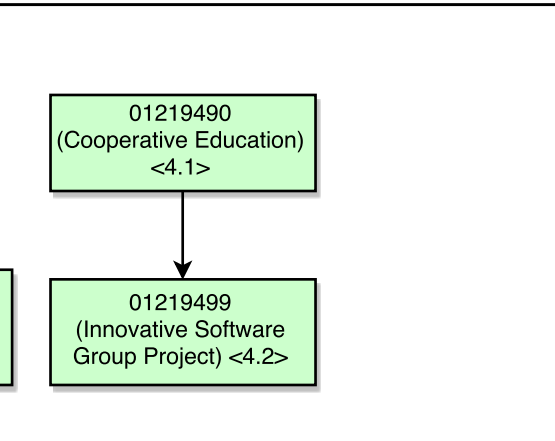 01219490
(Cooperative Education)
<4.1>
01219499
(Innovative Software
Group Project) <4.2>